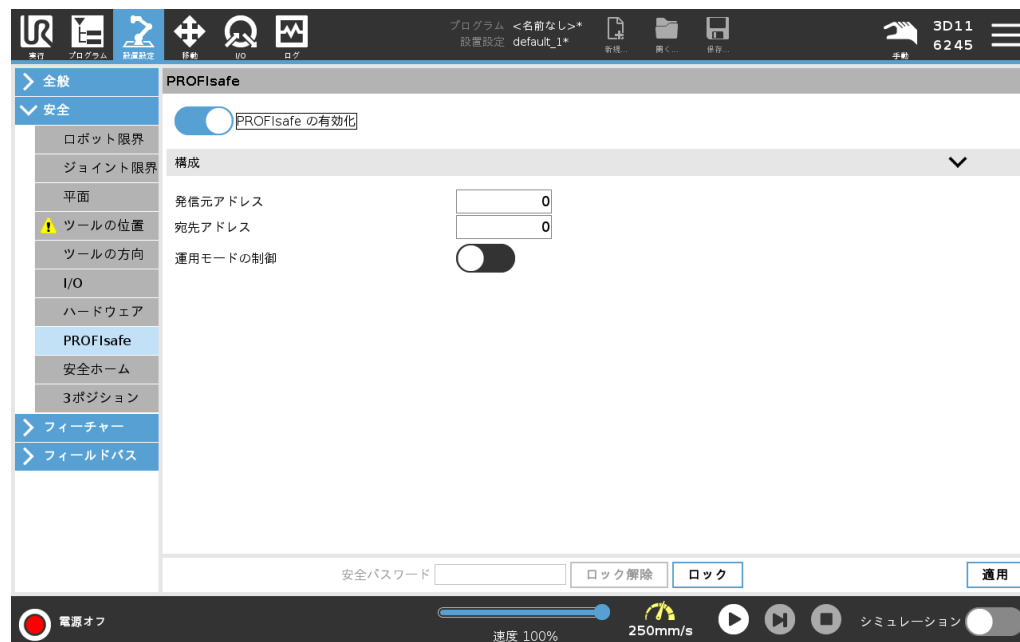 プログラム <名前なし>*
設置設定 default_1*
実行 プログラム 設置設定 移動 I/O ログ
新規... 開く... 保存...
手動
3D11
6245
全般
安全
ロボット限界
ジョイント限界
平面
ツールの位置
ツールの方向
I/O
ハードウェア
PROFIsafe
安全ホーム
3ポジション
フィーチャー
フィールドバス
PROFIsafe
PROFIsafe の有効化
構成
発信元アドレス 0
宛先アドレス 0
運用モードの制御
安全パスワード ロック解除 ロック 適用
電源オフ
速度 100%
250mm/s
シミュレーション